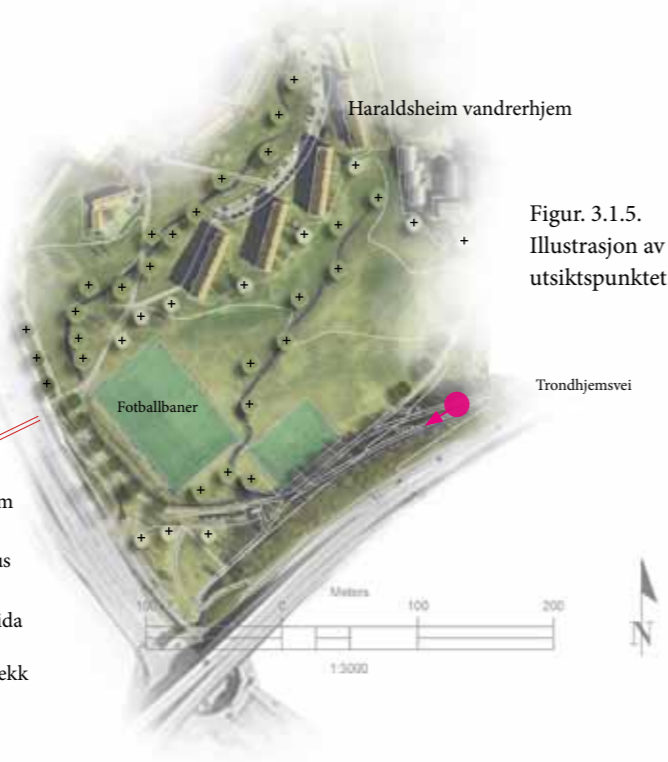 Haraldsheim vandrerhjem
Figur. 3.1.5.
Illustrasjon av
utsiktspunktet
Trondhjemsvei
Fotballbaner
m
us
ida
ekk
Meters
100
0
100
200
1:3000
N